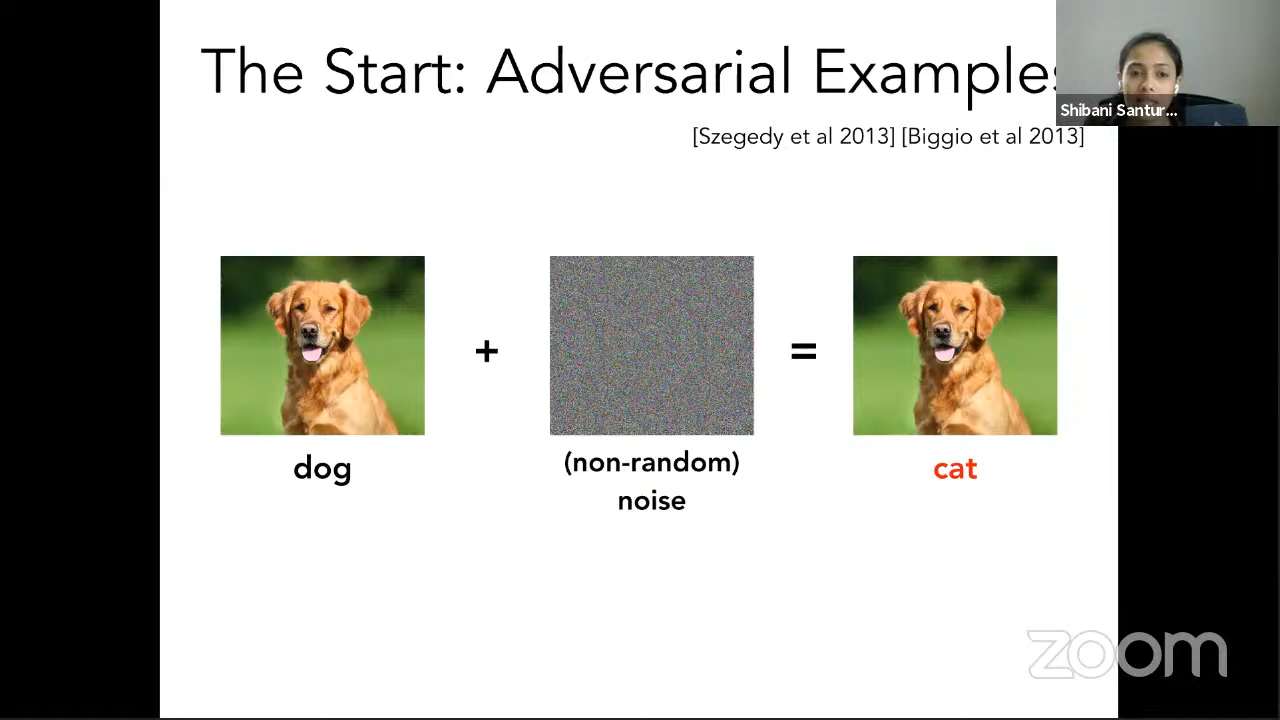 The Start: Adversarial Examples
Shibani Santur...
[Szegedy et al 2013] [Biggio et al 2013]
+
=
dog
(non-random)
noise
cat
zoom